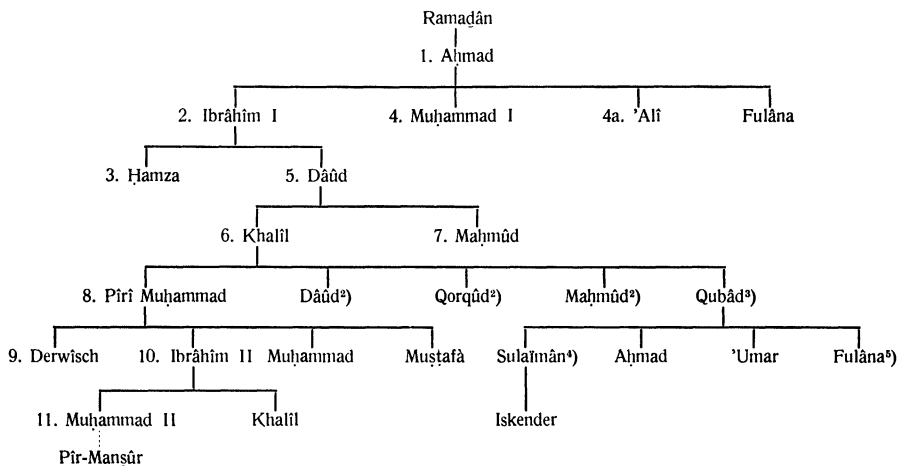 Ramaḍân
1. Aḥmad
2. Ibrâhîm I 4. Muḥammad I 4a. 'Alî Fulâna
3. Ḥamza 5. Dâûd
6. Khalîl 7. Maḥmûd
8. Pîrî Muḥammad Dâûd²) Qorqûd²) Maḥmûd²) Qubâd³)
9. Derwîsch 10. Ibrâhîm II Muḥammad Muṣṭafà Sulaïmân⁴) Aḥmad 'Umar Fulâna⁵)
11. Muḥammad II Khalîl Iskender
Pîr-Manṣûr